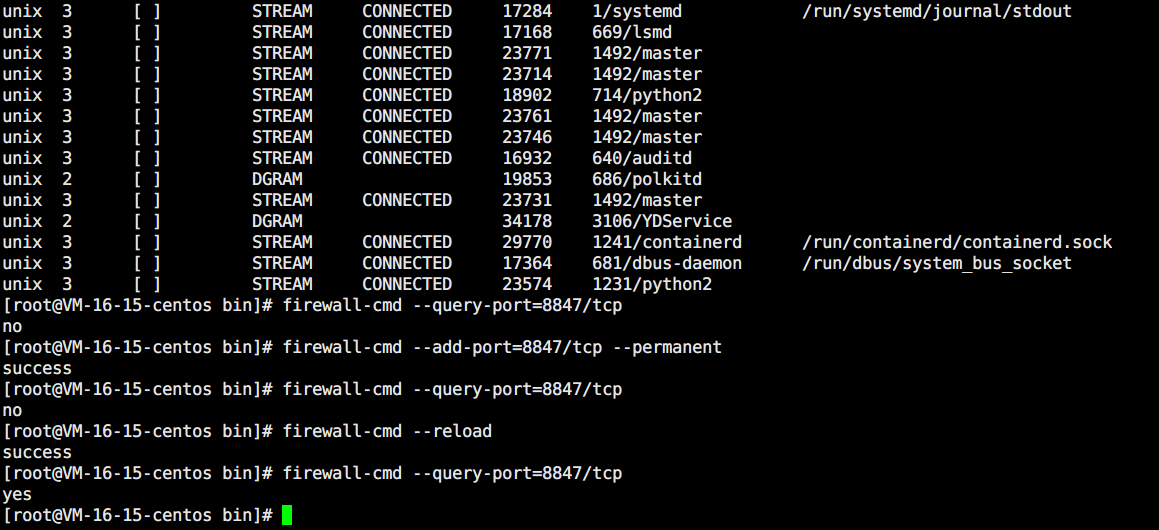 unix  3      [ ]         STREAM     CONNECTED     17284    1/systemd            /run/systemd/journal/stdout
unix  3      [ ]         STREAM     CONNECTED     17168    669/lsmd
unix  3      [ ]         STREAM     CONNECTED     23771    1492/master
unix  3      [ ]         STREAM     CONNECTED     23714    1492/master
unix  3      [ ]         STREAM     CONNECTED     18902    714/python2
unix  3      [ ]         STREAM     CONNECTED     23761    1492/master
unix  3      [ ]         STREAM     CONNECTED     23746    1492/master
unix  3      [ ]         STREAM     CONNECTED     16932    640/auditd
unix  2      [ ]         DGRAM                    19853    686/polkitd
unix  3      [ ]         STREAM     CONNECTED     23731    1492/master
unix  2      [ ]         DGRAM                    34178    3106/YDService
unix  3      [ ]         STREAM     CONNECTED     29770    1241/containerd      /run/containerd/containerd.sock
unix  3      [ ]         STREAM     CONNECTED     17364    681/dbus-daemon      /run/dbus/system_bus_socket
unix  3      [ ]         STREAM     CONNECTED     23574    1231/python2
[root@VM-16-15-centos bin]# firewall-cmd --query-port=8847/tcp
no
[root@VM-16-15-centos bin]# firewall-cmd --add-port=8847/tcp --permanent
success
[root@VM-16-15-centos bin]# firewall-cmd --query-port=8847/tcp
no
[root@VM-16-15-centos bin]# firewall-cmd --reload
success
[root@VM-16-15-centos bin]# firewall-cmd --query-port=8847/tcp
yes
[root@VM-16-15-centos bin]#